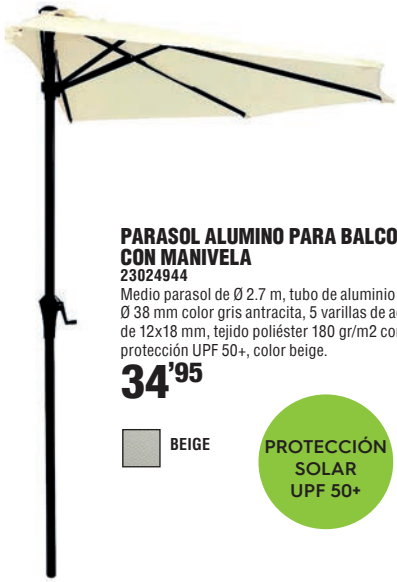 PARASOL ALUMINO PARA
CON MANIVELA
23024944
Medio parasol de Ø 2.7 m, tubo de aluminio
Ø 38 mm color gris antracita, 5 varillas de
de 12x18 mm, tejido poliéster 180 gr/m2
protección UPF 50+, color beige.
34'95
BEIGE
PROTECCIÓN
SOLAR
UPF 50+